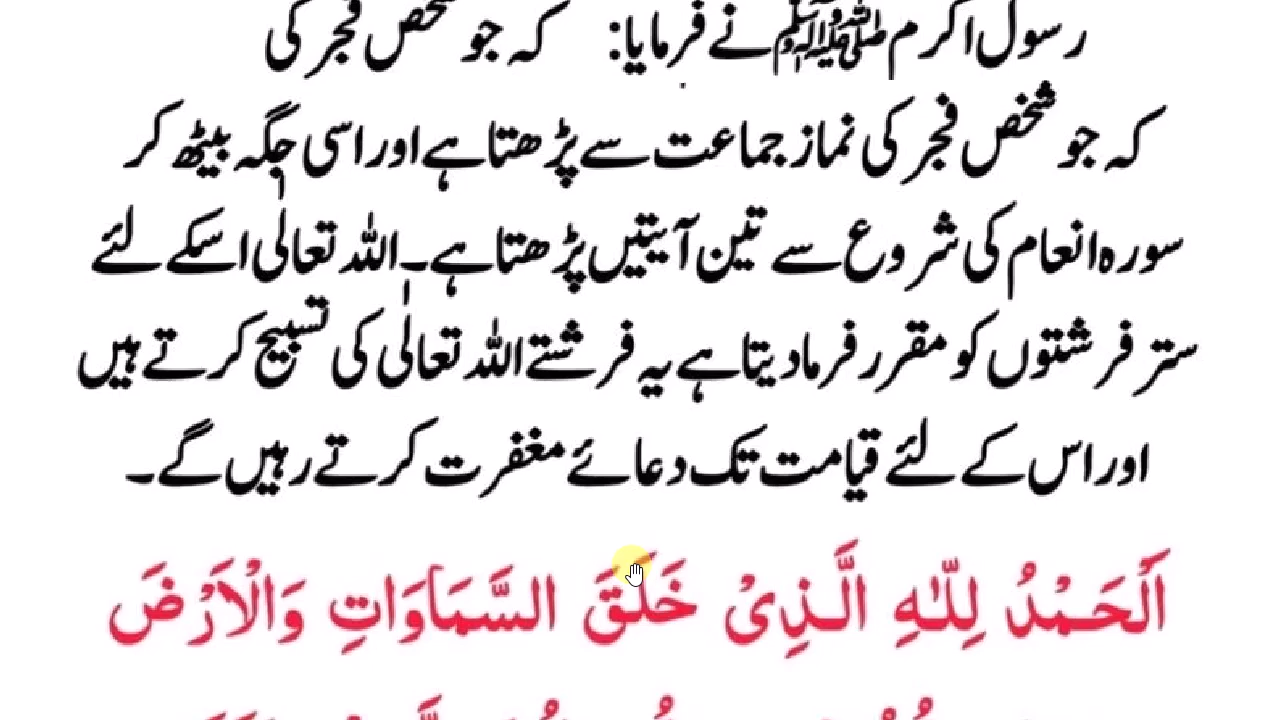 رسول اکرم ﷺ نے فرمایا: کہ جو شخص فجر کی
کہ جو شخص فجر کی نماز جماعت سے پڑھتا ہے اور اسی جگہ بیٹھ کر
سورہ انعام کی شروع سے تین آیتیں پڑھتا ہے۔ اللہ تعالیٰ اسکے لئے
ستر فرشتوں کو مقرر فرما دیتا ہے یہ فرشتے اللہ تعالیٰ کی تسبیح کرتے ہیں
اور اس کے لئے قیامت تک دعائے مغفرت کرتے رہیں گے۔
اَلْحَمْدُ لِلّٰهِ الَّذِىْ خَلَقَ السَّمَاوَاتِ وَالْاَرْضَ